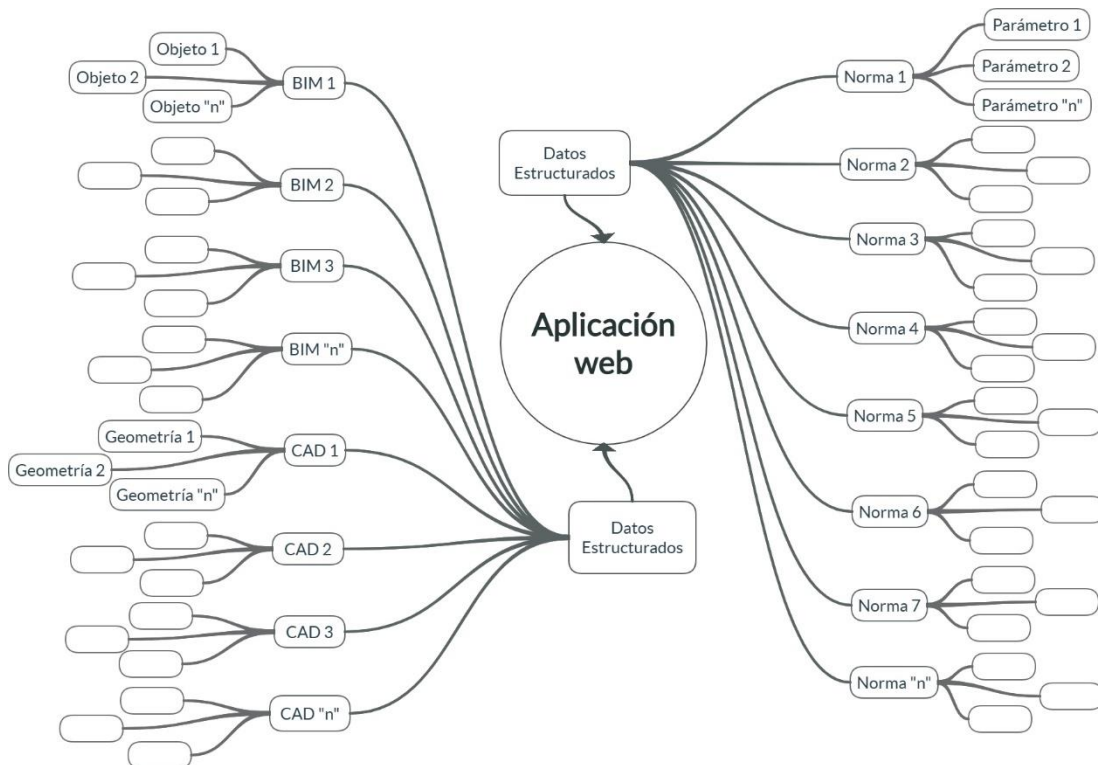 Objeto 1
Objeto 2
Objeto "n"
BIM 1
BIM 2
BIM 3
BIM "n"
Geometría 1
Geometría 2
Geometría "n"
CAD 1
CAD 2
CAD 3
CAD "n"
Datos
Estructurados
Aplicación
web
Datos
Estructurados
Norma 1
Parámetro 1
Parámetro 2
Parámetro "n"
Norma 2
Norma 3
Norma 4
Norma 5
Norma 6
Norma 7
Norma "n"